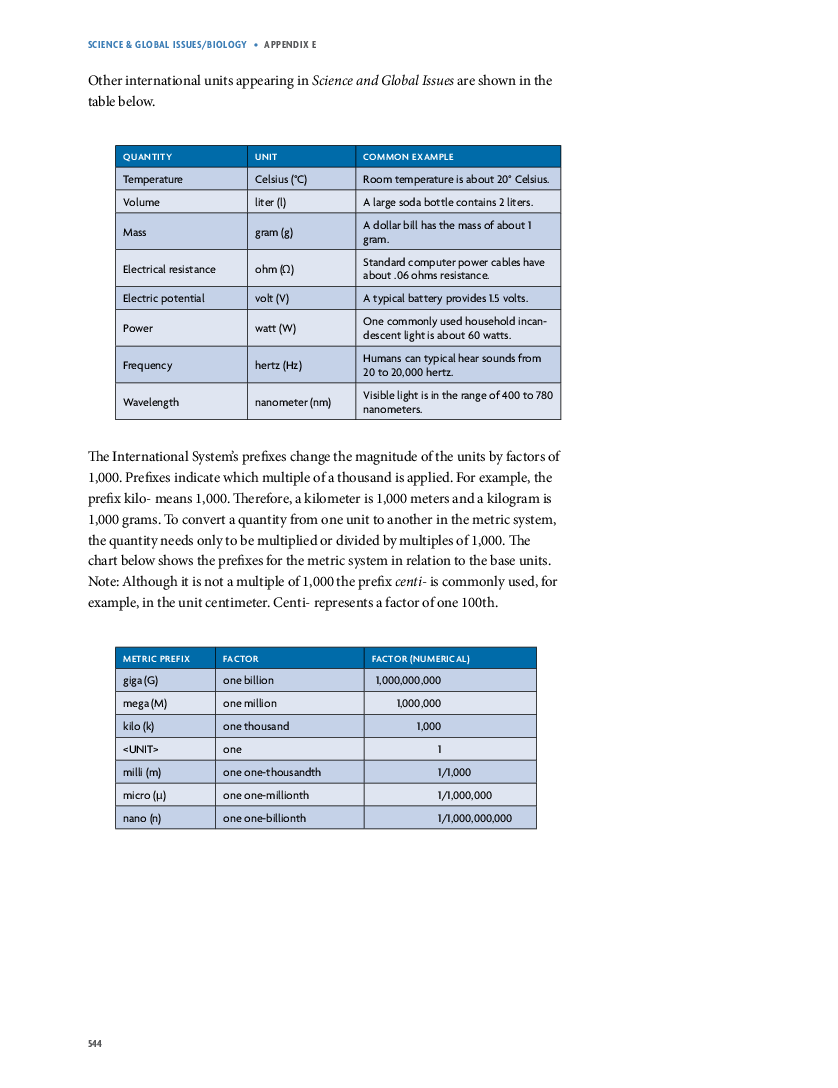 SCIENCE & GLOBAL ISSUES/BIOLOGY • APPENDIX E
Other international units appearing in Science and Global Issues are shown in the
table below.
QUANTITY UNIT COMMON EXAMPLE
Temperature Celsius (°C) Room temperature is about 20° Celsius.
Volume liter (l) A large soda bottle contains 2 liters.
Mass gram (g) A dollar bill has the mass of about 1
gram.
Electrical resistance ohm (Ω) Standard computer power cables have
about .06 ohms resistance.
Electric potential volt (V) A typical battery provides 1.5 volts.
Power watt (W) One commonly used household incan-
descent light is about 60 watts.
Frequency hertz (Hz) Humans can typical hear sounds from
20 to 20,000 hertz.
Wavelength nanometer (nm) Visible light is in the range of 400 to 780
nanometers.
The International System's prefixes change the magnitude of the units by factors of
1,000. Prefixes indicate which multiple of a thousand is applied. For example, the
prefix kilo- means 1,000. Therefore, a kilometer is 1,000 meters and a kilogram is
1,000 grams. To convert a quantity from one unit to another in the metric system,
the quantity needs only to be multiplied or divided by multiples of 1,000. The
chart below shows the prefixes for the metric system in relation to the base units.
Note: Although it is not a multiple of 1,000 the prefix centi- is commonly used, for
example, in the unit centimeter. Centi- represents a factor of one 100th.
METRIC PREFIX FACTOR FACTOR (NUMERICAL)
giga (G) one billion 1,000,000,000
mega (M) one million 1,000,000
kilo (k) one thousand 1,000
<UNIT> one 1
milli (m) one one-thousandth 1/1,000
micro (µ) one one-millionth 1/1,000,000
nano (n) one one-billionth 1/1,000,000,000
544